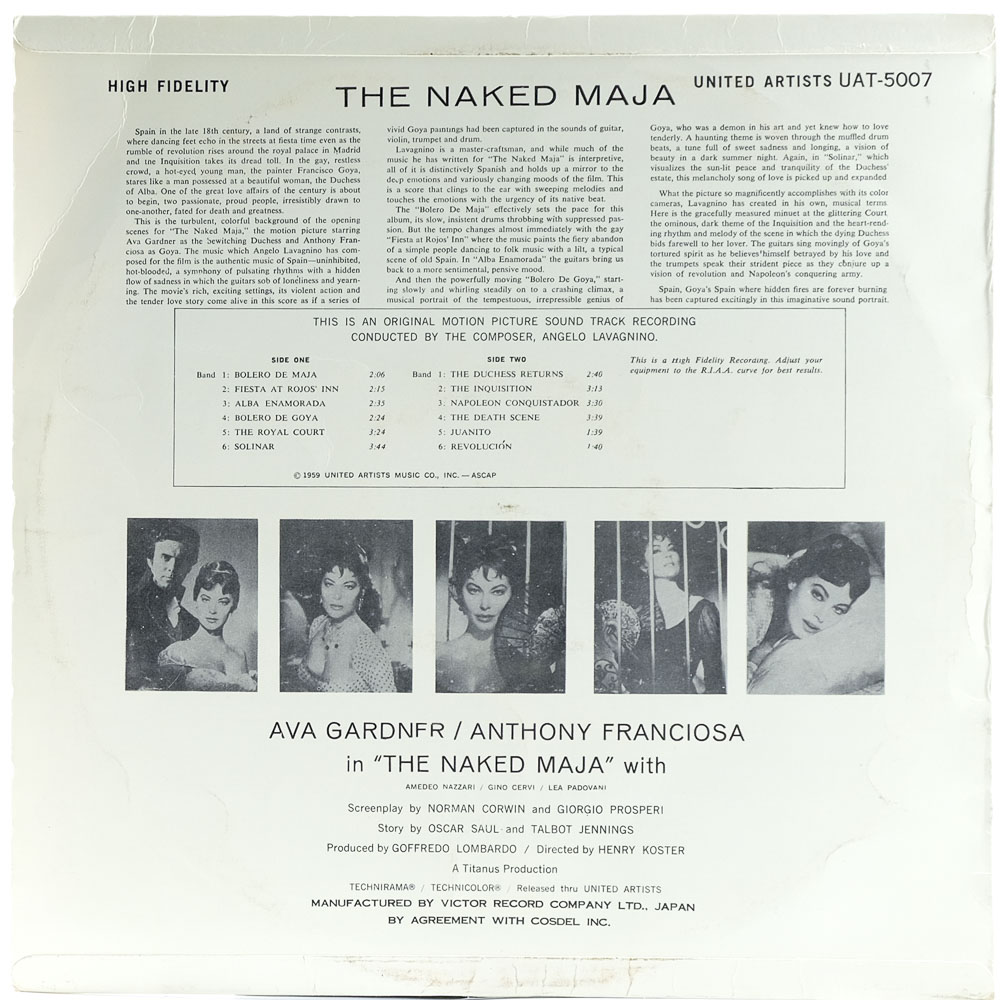 HIGH FIDELITY
THE NAKED MAJA
UNITED ARTISTS UAT-5007
Spain in the late 18th century, a land of strange contrasts,
where dancing feet echo in the streets at fiesta time even as the
rumble of revolution rises around the royal palace in Madrid
and the Inquisition takes its dread toll. In the gay, restless
crowd, a hot-eyed young man, the painter Francisco Goya,
stares like a man possessed at a beautiful woman, the Duchess
of Alba. One of the great love affairs of the century is about
to begin, two passionate, proud people, irresistibly drawn to
one-another, fated for death and greatness.
This is the turbulent, colorful background of the opening
scenes for "The Naked Maja," the motion picture starring
Ava Gardner as the bewitching Duchess and Anthony Fran-
ciosa as Goya. The music which Angelo Lavagnino has com-
posed for the film is the authentic music of Spain—uninhibited,
hot-blooded, a symphony of pulsating rhythms with a hidden
flow of sadness in which the guitars sob of loneliness and yearn-
ing. The movie's rich, exciting settings, its violent action and
the tender love story come alive in this score as if a series of
vivid Goya paintings had been captured in the sounds of guitar,
violin, trumpet and drum.
Lavagnino is a master-craftsman, and while much of the
music he has written for "The Naked Maja" is interpretive,
all of it is distinctively Spanish and holds up a mirror to the
deep emotions and variously changing moods of the film. This
is a score that clings to the ear with sweeping melodies and
touches the emotions with the urgency of its native beat.
The "Bolero De Maja" effectively sets the pace for this
album, its slow, insistent drums throbbing with suppressed pas-
sion. But the tempo changes almost immediately with the gay
"Fiesta at Rojos' Inn" where the music paints the fiery abandon
of a simple people dancing to folk music with a lilt, a typical
scene of old Spain. In "Alba Enamorada" the guitars bring us
back to a more sentimental, pensive mood.
And then the powerfully moving "Bolero De Goya," start-
ing slowly and whirling steadily on to a crashing climax, a
musical portrait of the tempestuous, irrepressible genius of
Goya, who was a demon in his art and yet knew how to love
tenderly. A haunting theme is woven through the muffled drum
beats, a tune full of sweet sadness and longing, a vision of
beauty in a dark summer night. Again, in "Solinar," which
visualizes the sun-lit peace and tranquility of the Duchess'
estate, this melancholy song of love is picked up and expanded
What the picture so magnificently accomplishes with its color
cameras, Lavagnino has created in his own, musical terms.
Here is the gracefully measured minuet at the glittering Court
the ominous, dark theme of the Inquisition and the heart-rend-
ing rhythm and melody of the scene in which the dying Duchess
bids farewell to her lover. The guitars sing movingly of Goya's
tortured spirit as he believes himself betrayed by his love and
the trumpets speak their strident piece as they conjure up a
vision of revolution and Napoleon's conquering army.
Spain, Goya's Spain where hidden fires are forever burning
has been captured excitingly in this imaginative sound portrait.
THIS IS AN ORIGINAL MOTION PICTURE SOUND TRACK RECORDING
CONDUCTED BY THE COMPOSER, ANGELO LAVAGNINO.
SIDE ONE
Band 1: BOLERO DE MAJA 2:06
2: FIESTA AT ROJOS' INN 2:15
3: ALBA ENAMORADA 2:35
4: BOLERO DE GOYA 2:24
5: THE ROYAL COURT 3:24
6: SOLINAR 3:44
SIDE TWO
Band 1: THE DUCHESS RETURNS 2:40
2: THE INQUISITION 3:13
3: NAPOLEON CONQUISTADOR 3:30
4: THE DEATH SCENE 3:39
5: JUANITO 1:39
6: REVOLUCIÓN 1:40
This is a High Fidelity Recording. Adjust your
equipment to the R.I.A.A. curve for best results.
© 1959 UNITED ARTISTS MUSIC CO., INC.—ASCAP
AVA GARDNER / ANTHONY FRANCIOSA
in "THE NAKED MAJA" with
AMEDEO NAZZARI / GINO CERVI / LEA PADOVANI
Screenplay by NORMAN CORWIN and GIORGIO PROSPERI
Story by OSCAR SAUL and TALBOT JENNINGS
Produced by GOFFREDO LOMBARDO / Directed by HENRY KOSTER
A Titanus Production
TECHNIRAMA® / TECHNICOLOR® / Released thru UNITED ARTISTS
MANUFACTURED BY VICTOR RECORD COMPANY LTD., JAPAN
BY AGREEMENT WITH COSDEL INC.